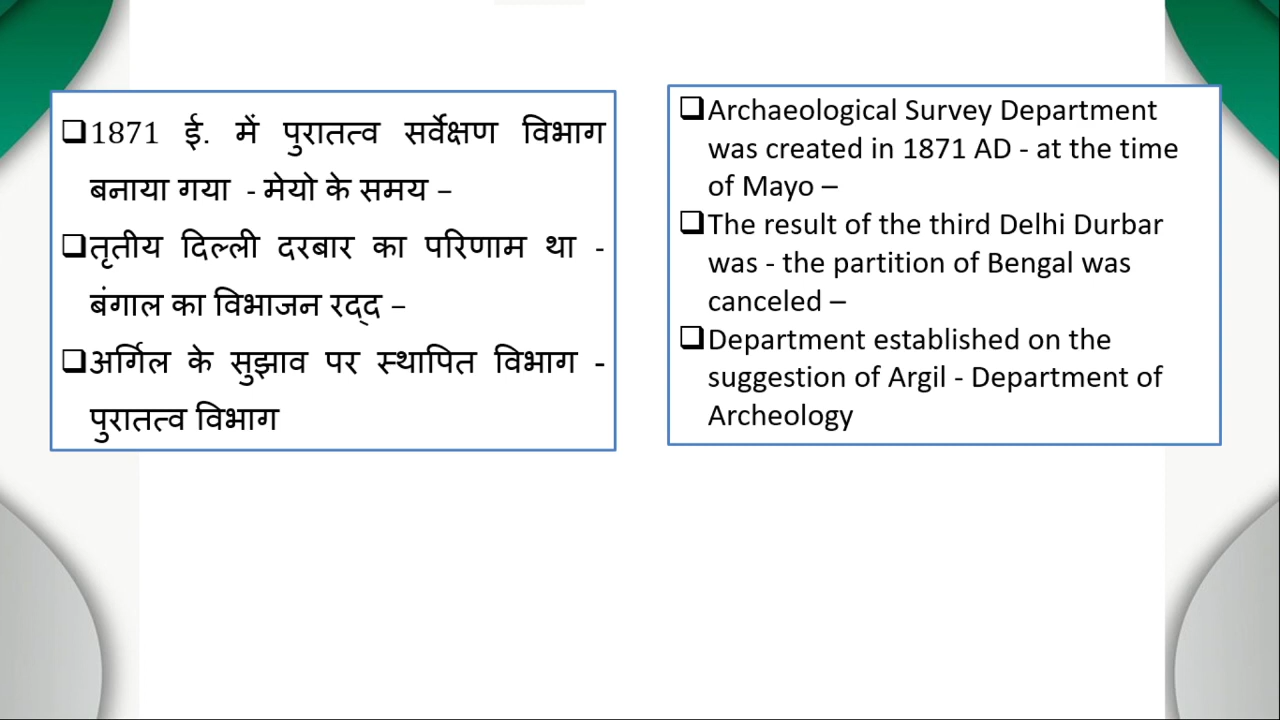 ❑1871 ई. में पुरातत्व सर्वेक्षण विभाग
बनाया गया - मेयो के समय –
❑तृतीय दिल्ली दरबार का परिणाम था -
बंगाल का विभाजन रद्द –
❑अर्गिल के सुझाव पर स्थापित विभाग -
पुरातत्व विभाग
❑Archaeological Survey Department
was created in 1871 AD - at the time
of Mayo –
❑The result of the third Delhi Durbar
was - the partition of Bengal was
canceled –
❑Department established on the
suggestion of Argil - Department of
Archeology